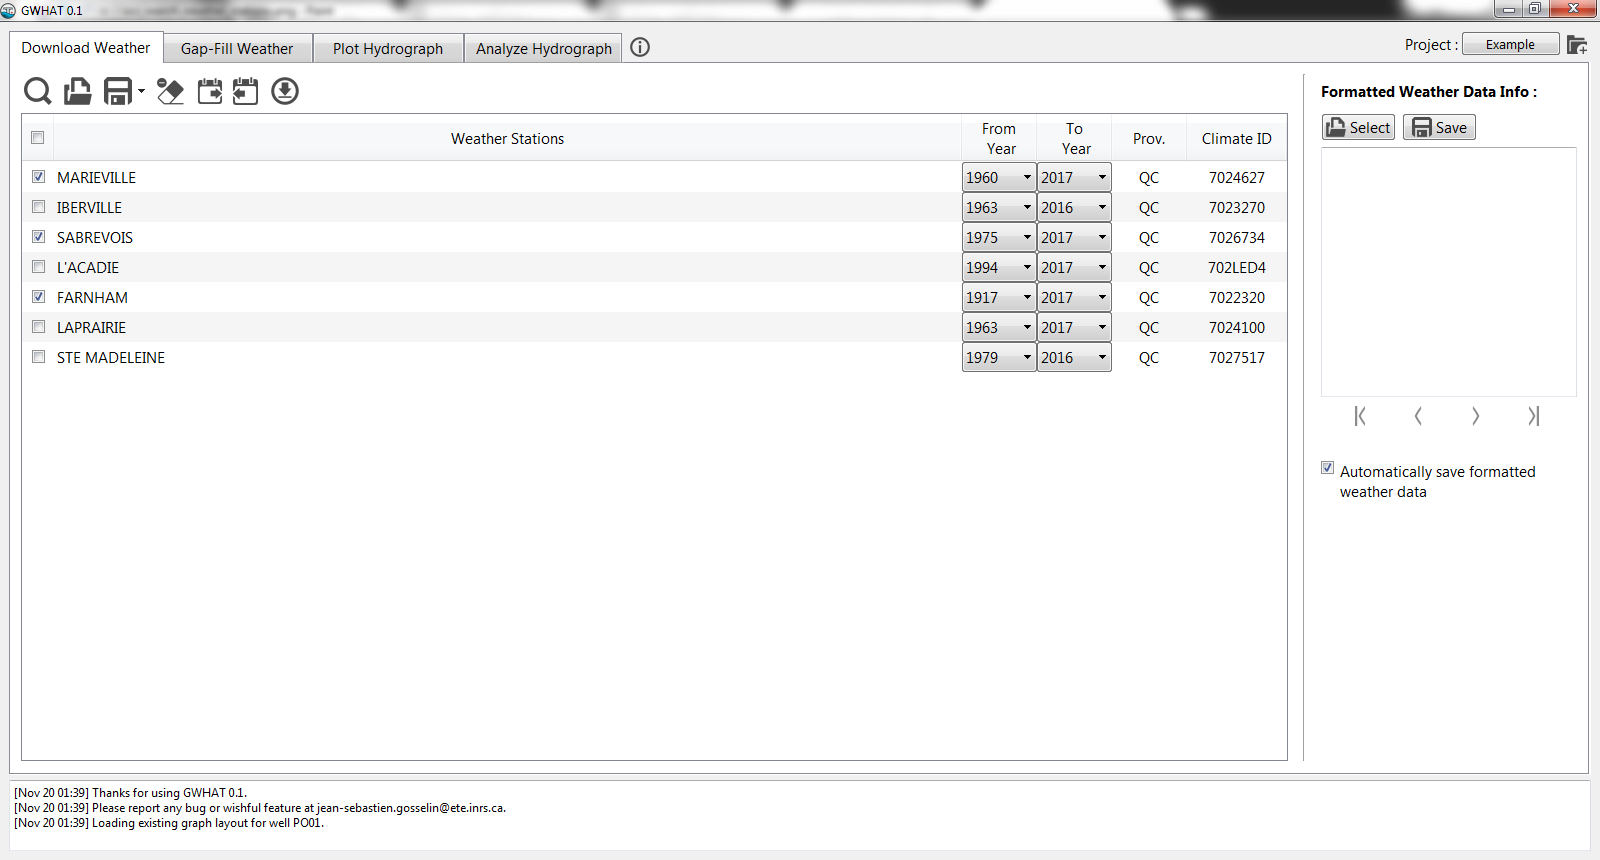 GWHAT 0.1
Download Weather Gap-Fill Weather Plot Hydrograph Analyze Hydrograph
Project : Example
Weather Stations From Year To Year Prov. Climate ID
MARIEVILLE 1960 2017 QC 7024627
IBERVILLE 1963 2016 QC 7023270
SABREVOIS 1975 2017 QC 7026734
L'ACADIE 1994 2017 QC 702LED4
FARNHAM 1917 2017 QC 7022320
LAPRAIRIE 1963 2017 QC 7024100
STE MADELEINE 1979 2016 QC 7027517
Formatted Weather Data Info :
Select Save
Automatically save formatted
weather data
[Nov 20 01:39] Thanks for using GWHAT 0.1.
[Nov 20 01:39] Please report any bug or wishful feature at jean-sebastien.gosselin@ete.inrs.ca.
[Nov 20 01:39] Loading existing graph layout for well PO01.